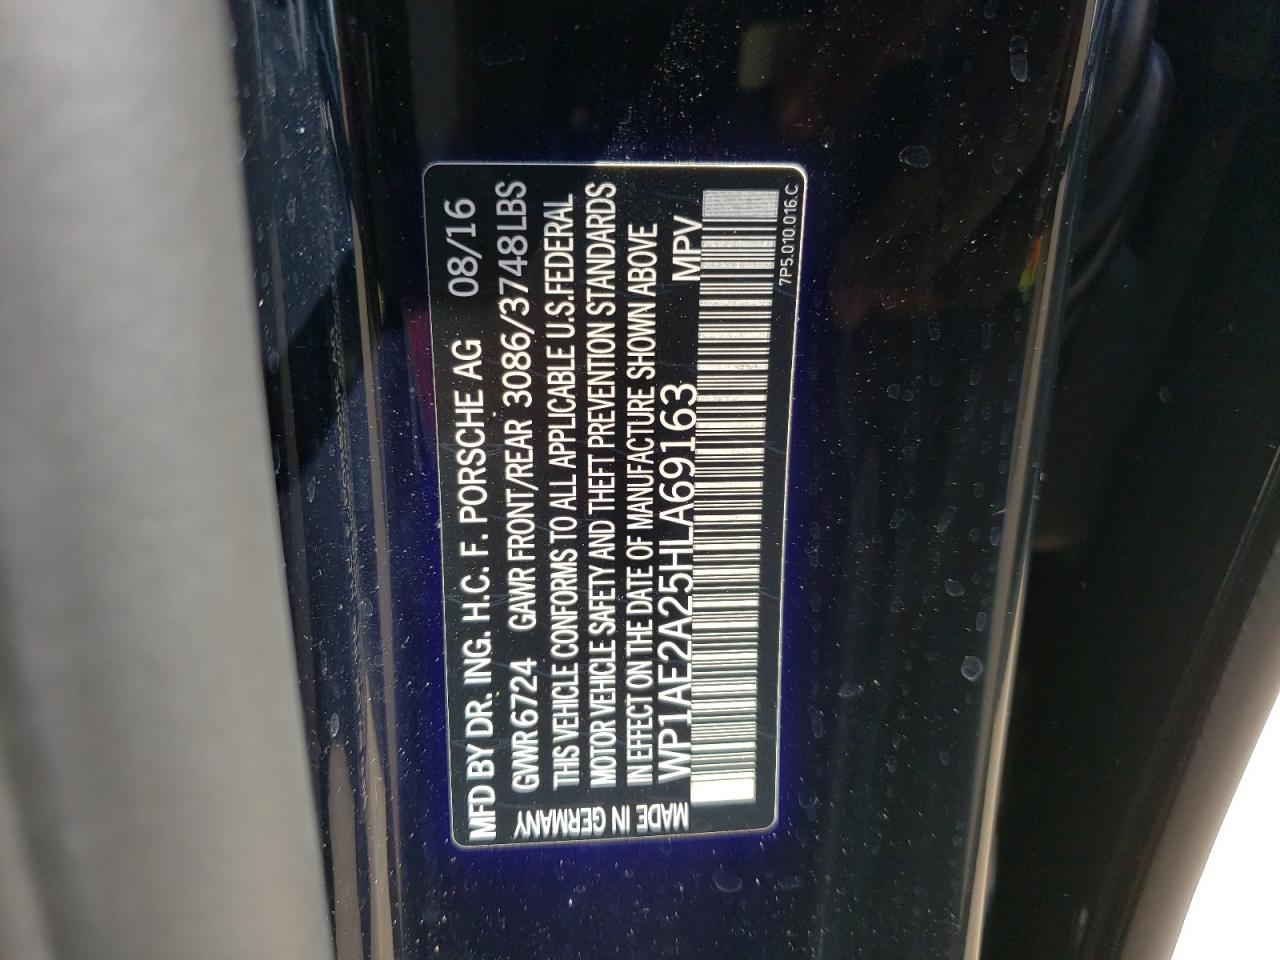 MFD BY DR. ING. H.C. F. PORSCHE AG 08/16
GVWR 6724 GAWR FRONT/REAR 3086/3748LBS
THIS VEHICLE CONFORMS TO ALL APPLICABLE U.S.FEDERAL
MOTOR VEHICLE SAFETY AND THEFT PREVENTION STANDARDS
IN EFFECT ON THE DATE OF MANUFACTURE SHOWN ABOVE
WP1AE2A25HLA69163 MPV
MADE IN GERMANY
7P5.010.016.C